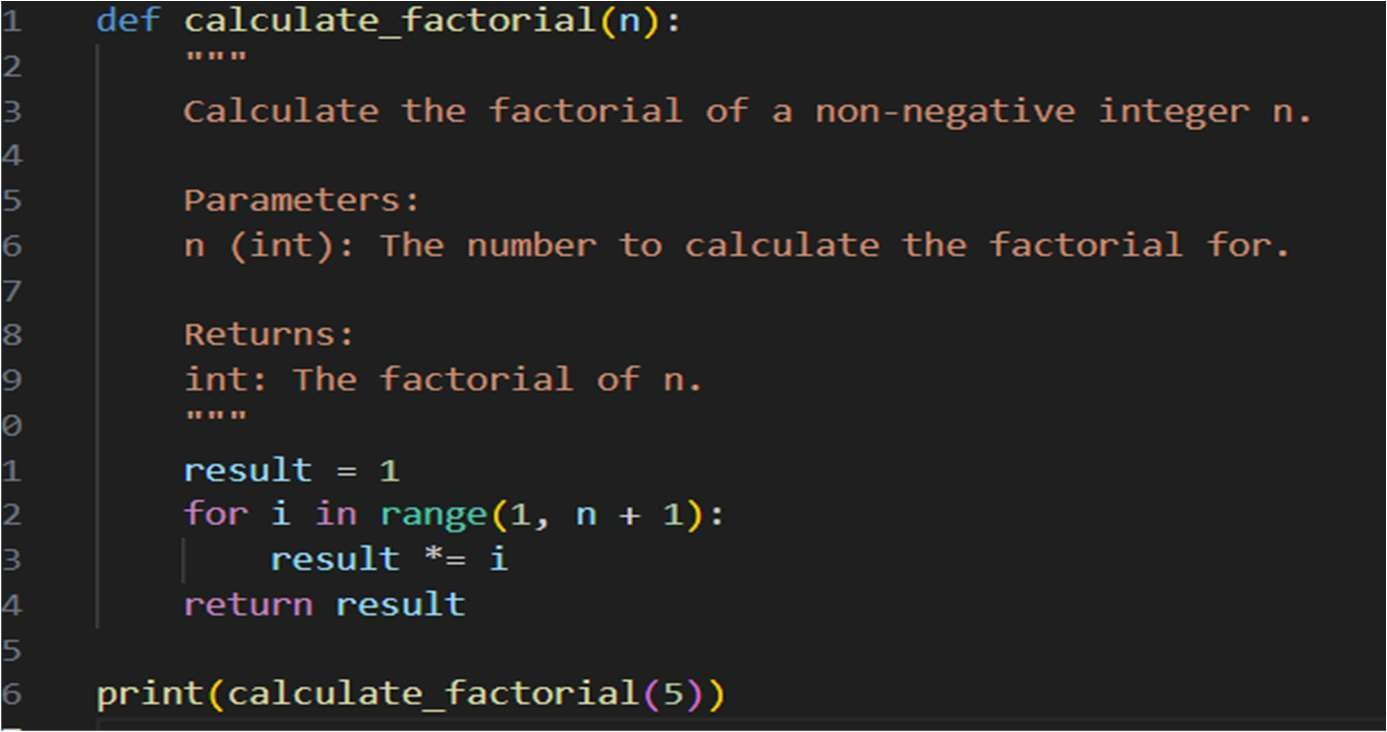 1 def calculate_factorial(n):
2 """
3 Calculate the factorial of a non-negative integer n.
4
5 Parameters:
6 n (int): The number to calculate the factorial for.
7
8 Returns:
9 int: The factorial of n.
0 """
1 result = 1
2 for i in range(1, n + 1):
3 result *= i
4 return result
5
6 print(calculate_factorial(5))